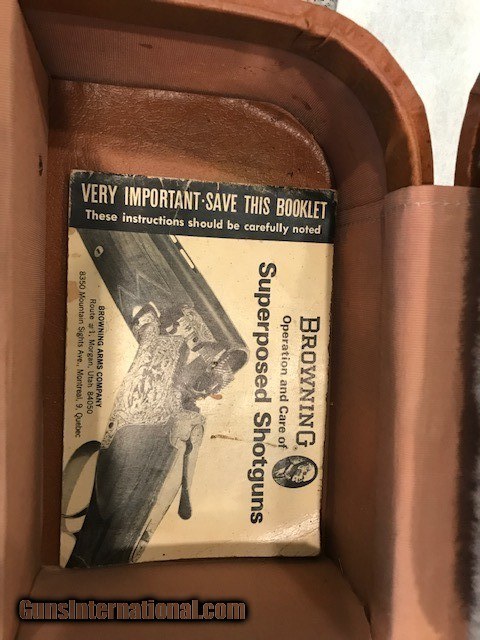 VERY IMPORTANT-SAVE THIS BOOKLET
These instructions should be carefully noted
BROWNING
Operation and Care of
Superposed Shotguns
BROWNING ARMS COMPANY
Route #1, Morgan, Utah 84050
8350 Mountain Sights Ave., Montreal, 9, Quebec
GunsInternational.com